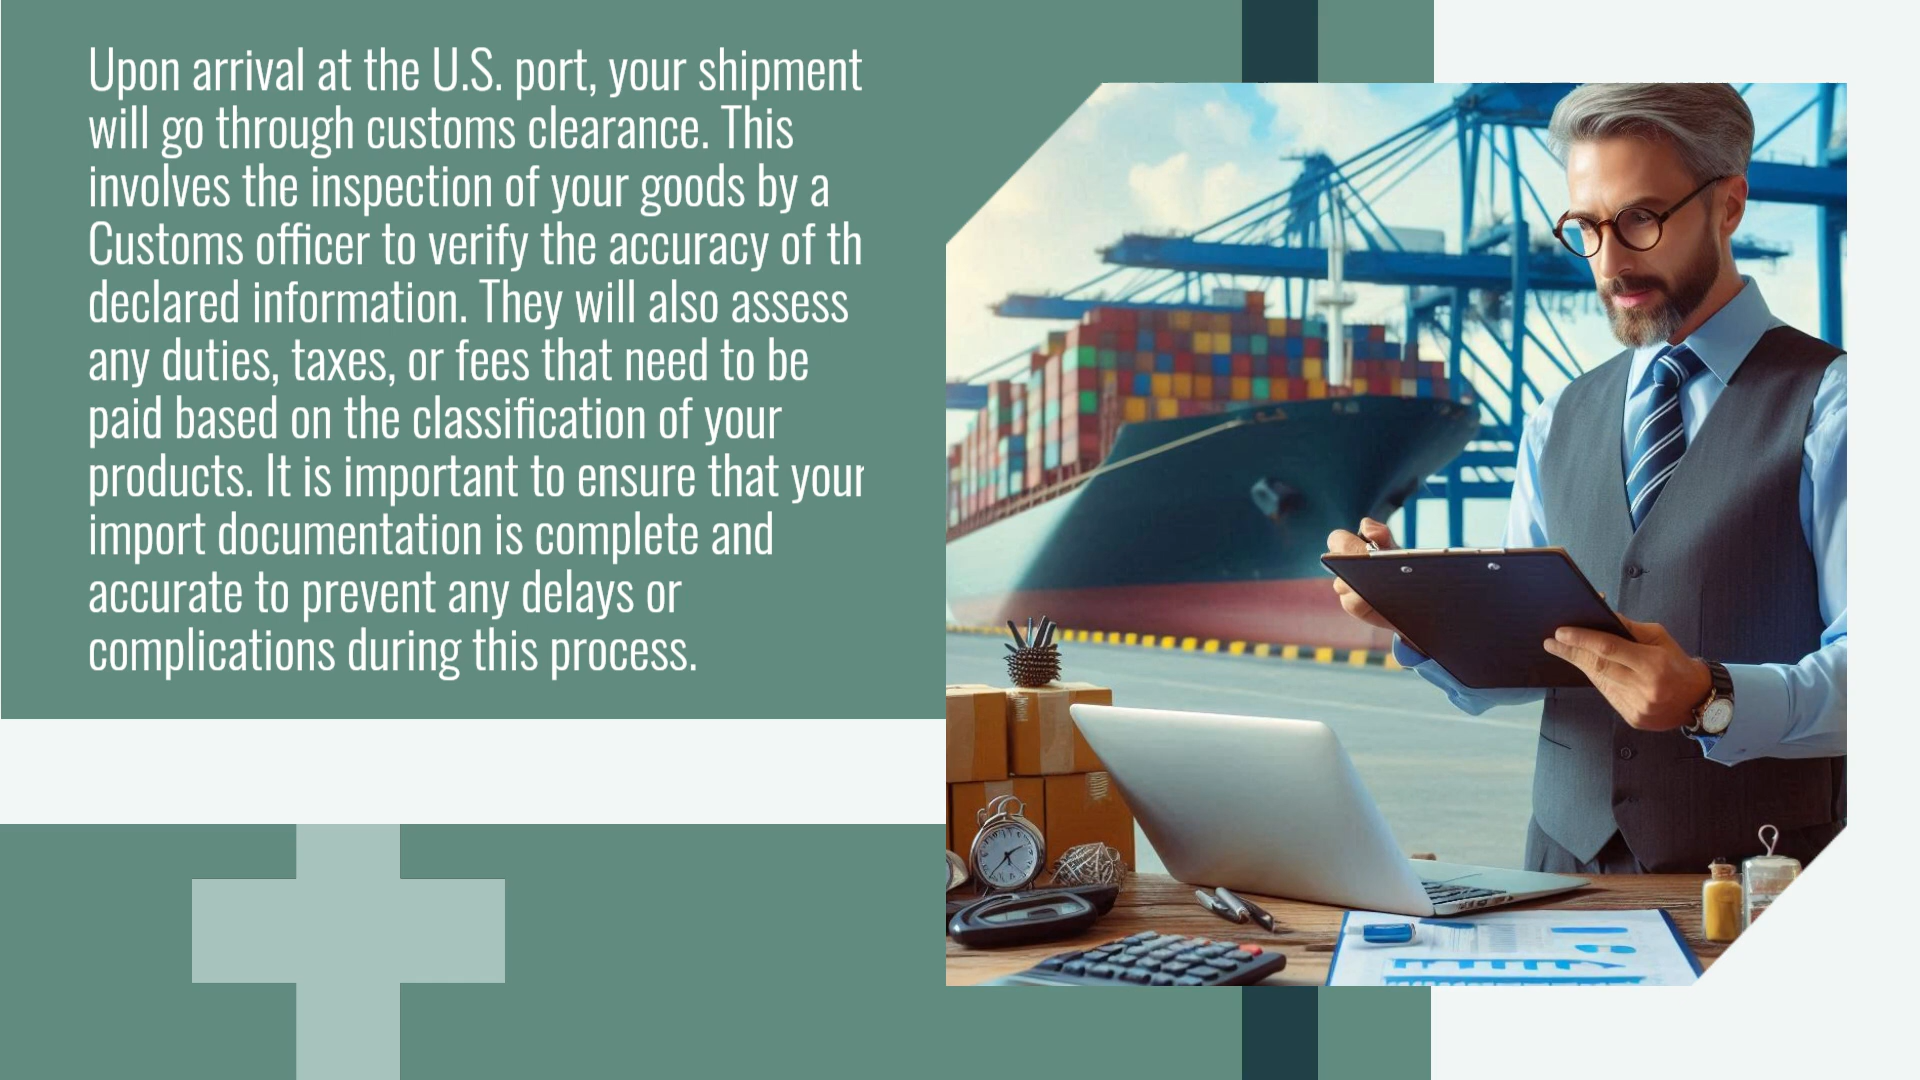 Upon arrival at the U.S. port, your shipment
will go through customs clearance. This
involves the inspection of your goods by a
Customs officer to verify the accuracy of th
declared information. They will also assess
any duties, taxes, or fees that need to be
paid based on the classification of your
products. It is important to ensure that your
import documentation is complete and
accurate to prevent any delays or
complications during this process.